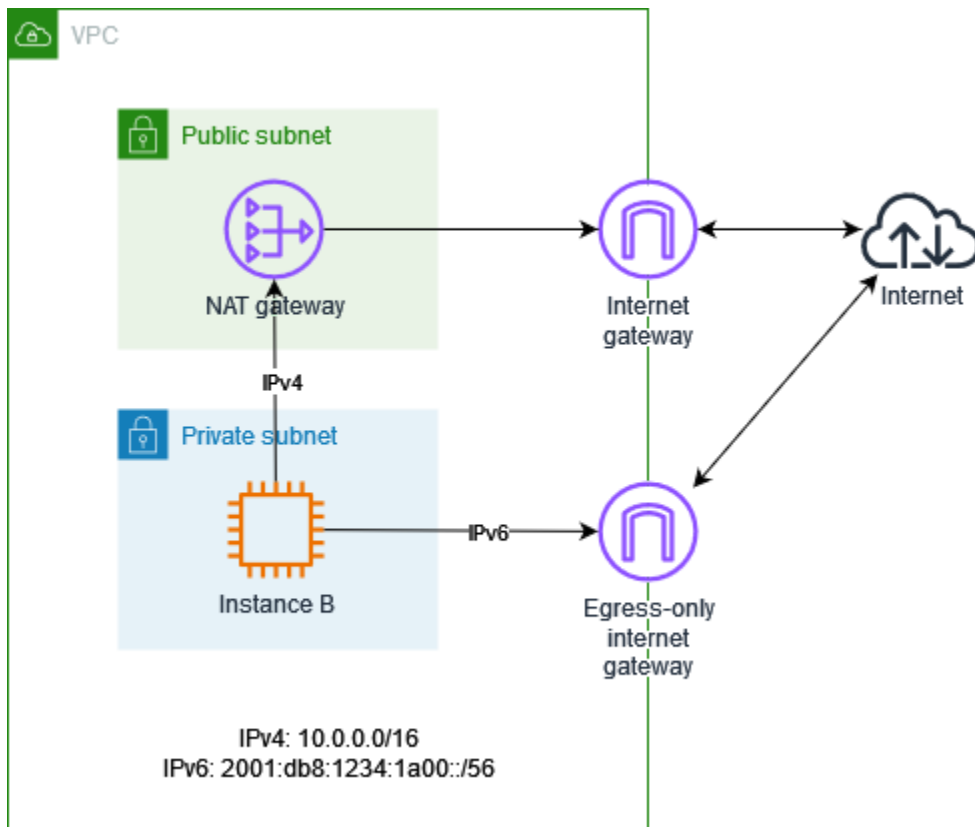 VPC
Public subnet
NAT gateway
Internet
gateway
Internet
IPv4
Private subnet
IPv6
Instance B
Egress-only
internet
gateway
IPv4: 10.0.0.0/16
IPv6: 2001:db8:1234:1a00::/56